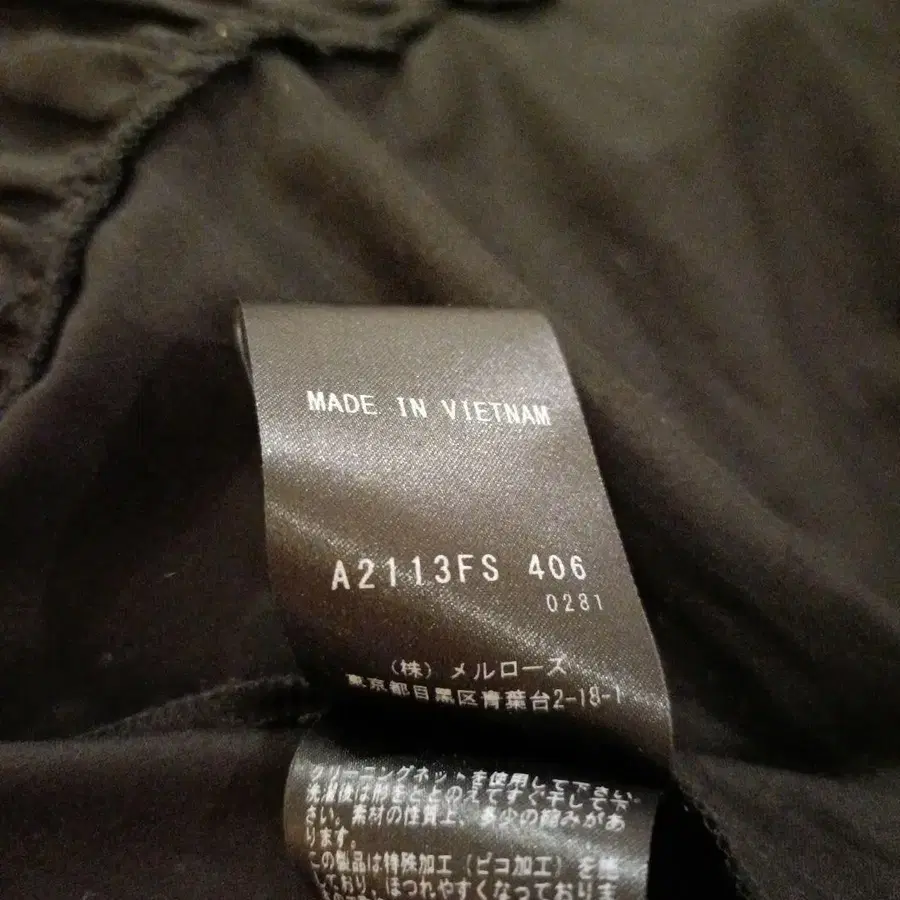 MADE IN VIETNAM
A2113FS 406
0281
(株) メルローズ
東京都目黒区青葉台2-18-1
クリーニングネットを使用して下さい。
洗濯後は形をととのえてすぐ干して下
さい。素材の性質上、多少の縮みがあ
ります。
この製品は特殊加工(ピコ加工)を施
しており、ほつれやすくなっておりま